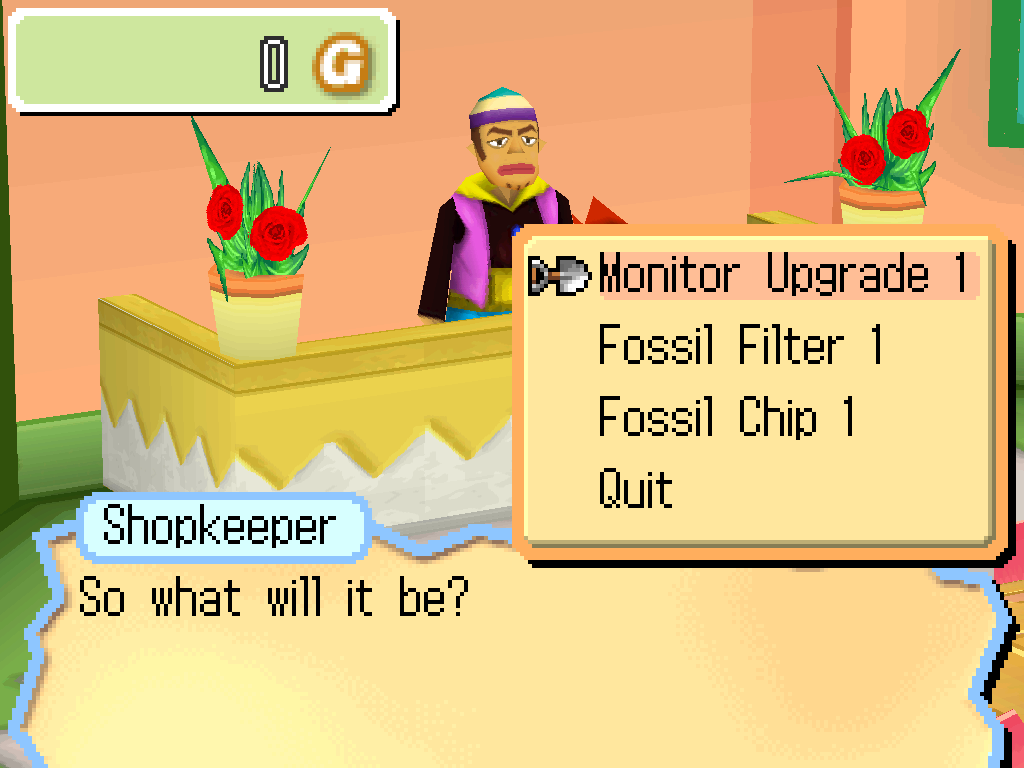 0 G
Monitor Upgrade 1
Fossil Filter 1
Fossil Chip 1
Quit
Shopkeeper
So what will it be?